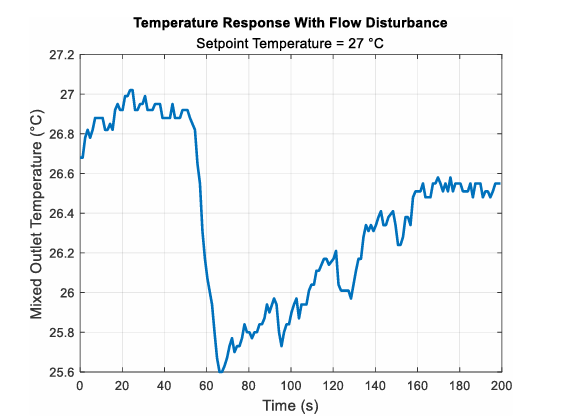 Temperature Response With Flow Disturbance
Setpoint Temperature = 27 °C
27.2
27
26.8
26.6
26.4
26.2
26
25.8
25.6
Mixed Outlet Temperature (°C)
0 20 40 60 80 100 120 140 160 180 200
Time (s)